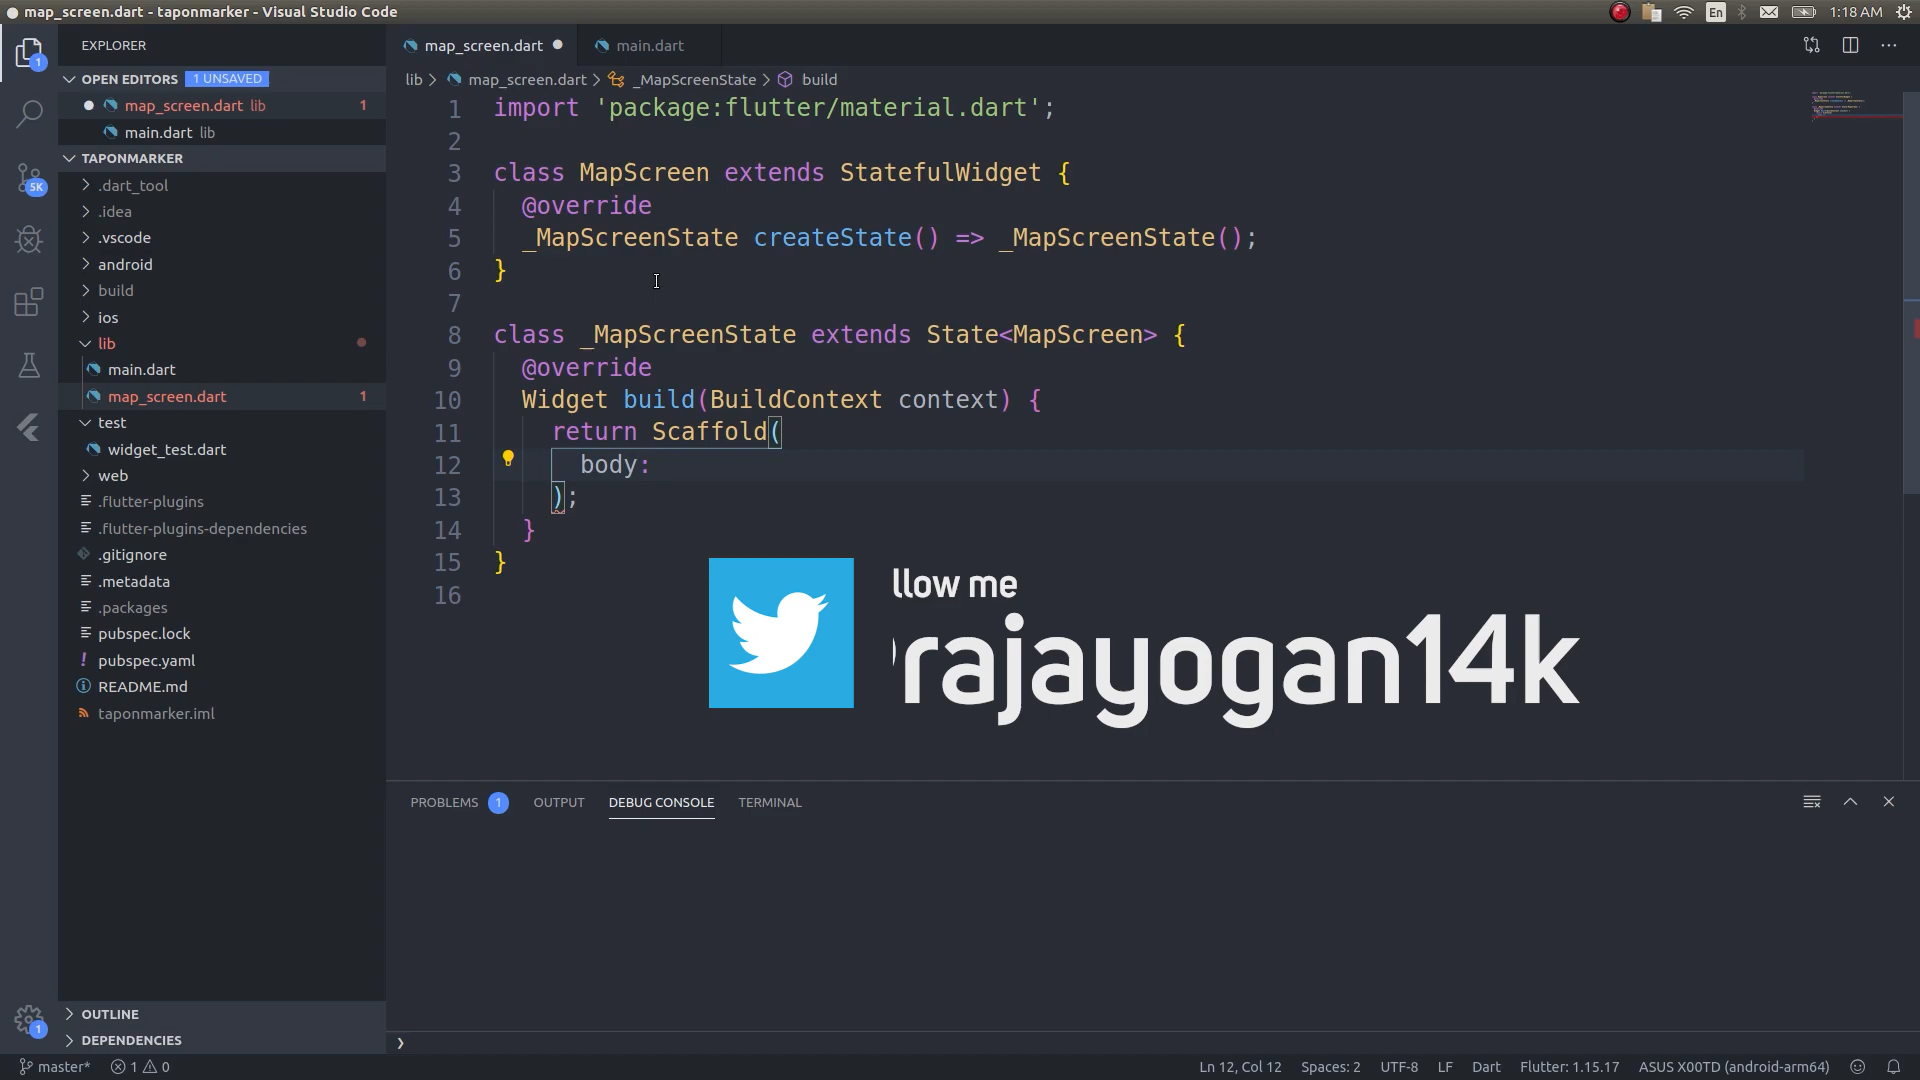 map_screen.dart - taponmarker - Visual Studio Code
En
1:18 AM
EXPLORER
OPEN EDITORS 1 UNSAVED
map_screen.dart lib 1
main.dart lib
TAPONMARKER
.dart_tool
.idea
.vscode
android
build
ios
lib
main.dart
map_screen.dart 1
test
widget_test.dart
web
.flutter-plugins
.flutter-plugins-dependencies
.gitignore
.metadata
.packages
pubspec.lock
pubspec.yaml
README.md
taponmarker.iml
OUTLINE
DEPENDENCIES
1
5K
1
map_screen.dart
main.dart
lib > map_screen.dart > _MapScreenState > build
1 import 'package:flutter/material.dart';
2
3 class MapScreen extends StatefulWidget {
4 @override
5 _MapScreenState createState() => _MapScreenState();
6 }
7
8 class _MapScreenState extends State<MapScreen> {
9 @override
10 Widget build(BuildContext context) {
11 return Scaffold(
12 body:
13 );
14 }
15 }
16
llow me
rajayogan14k
PROBLEMS 1 OUTPUT DEBUG CONSOLE TERMINAL
master* 1 0
Ln 12, Col 12 Spaces: 2 UTF-8 LF Dart Flutter: 1.15.17 ASUS X00TD (android-arm64)